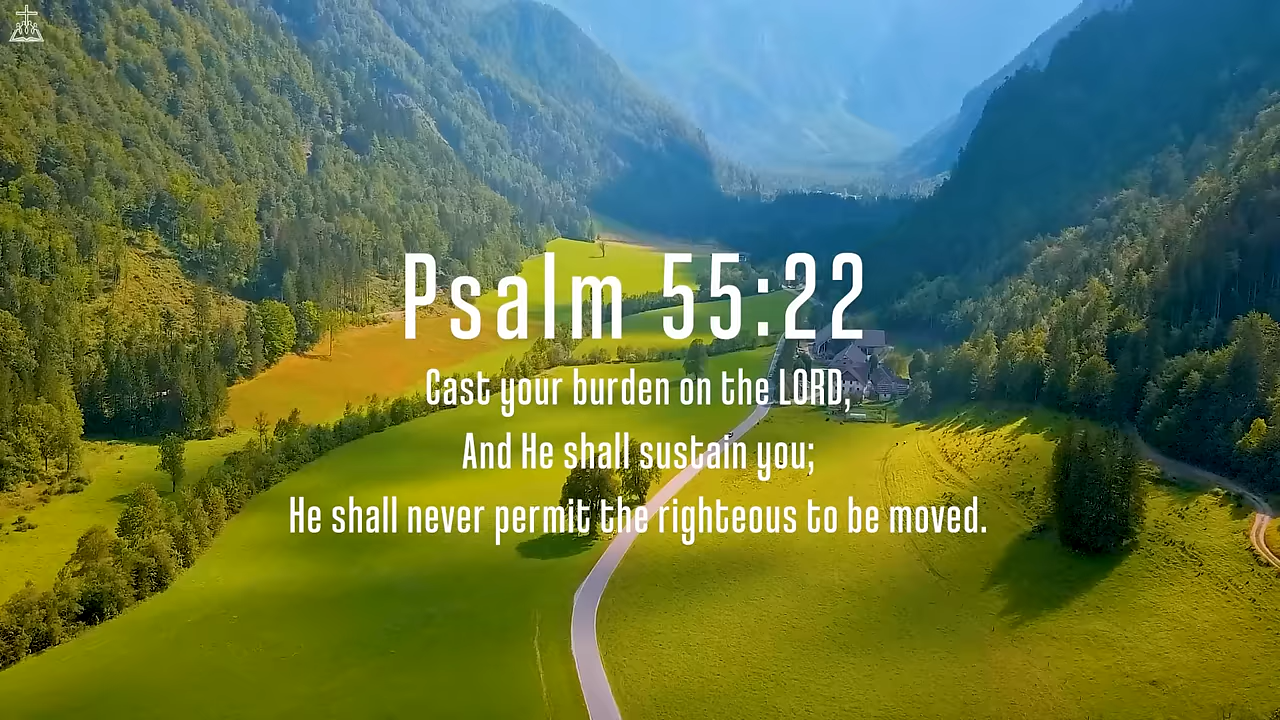 Psalm 55:22
Cast your burden on the LORD,
And He shall sustain you;
He shall never permit the righteous to be moved.